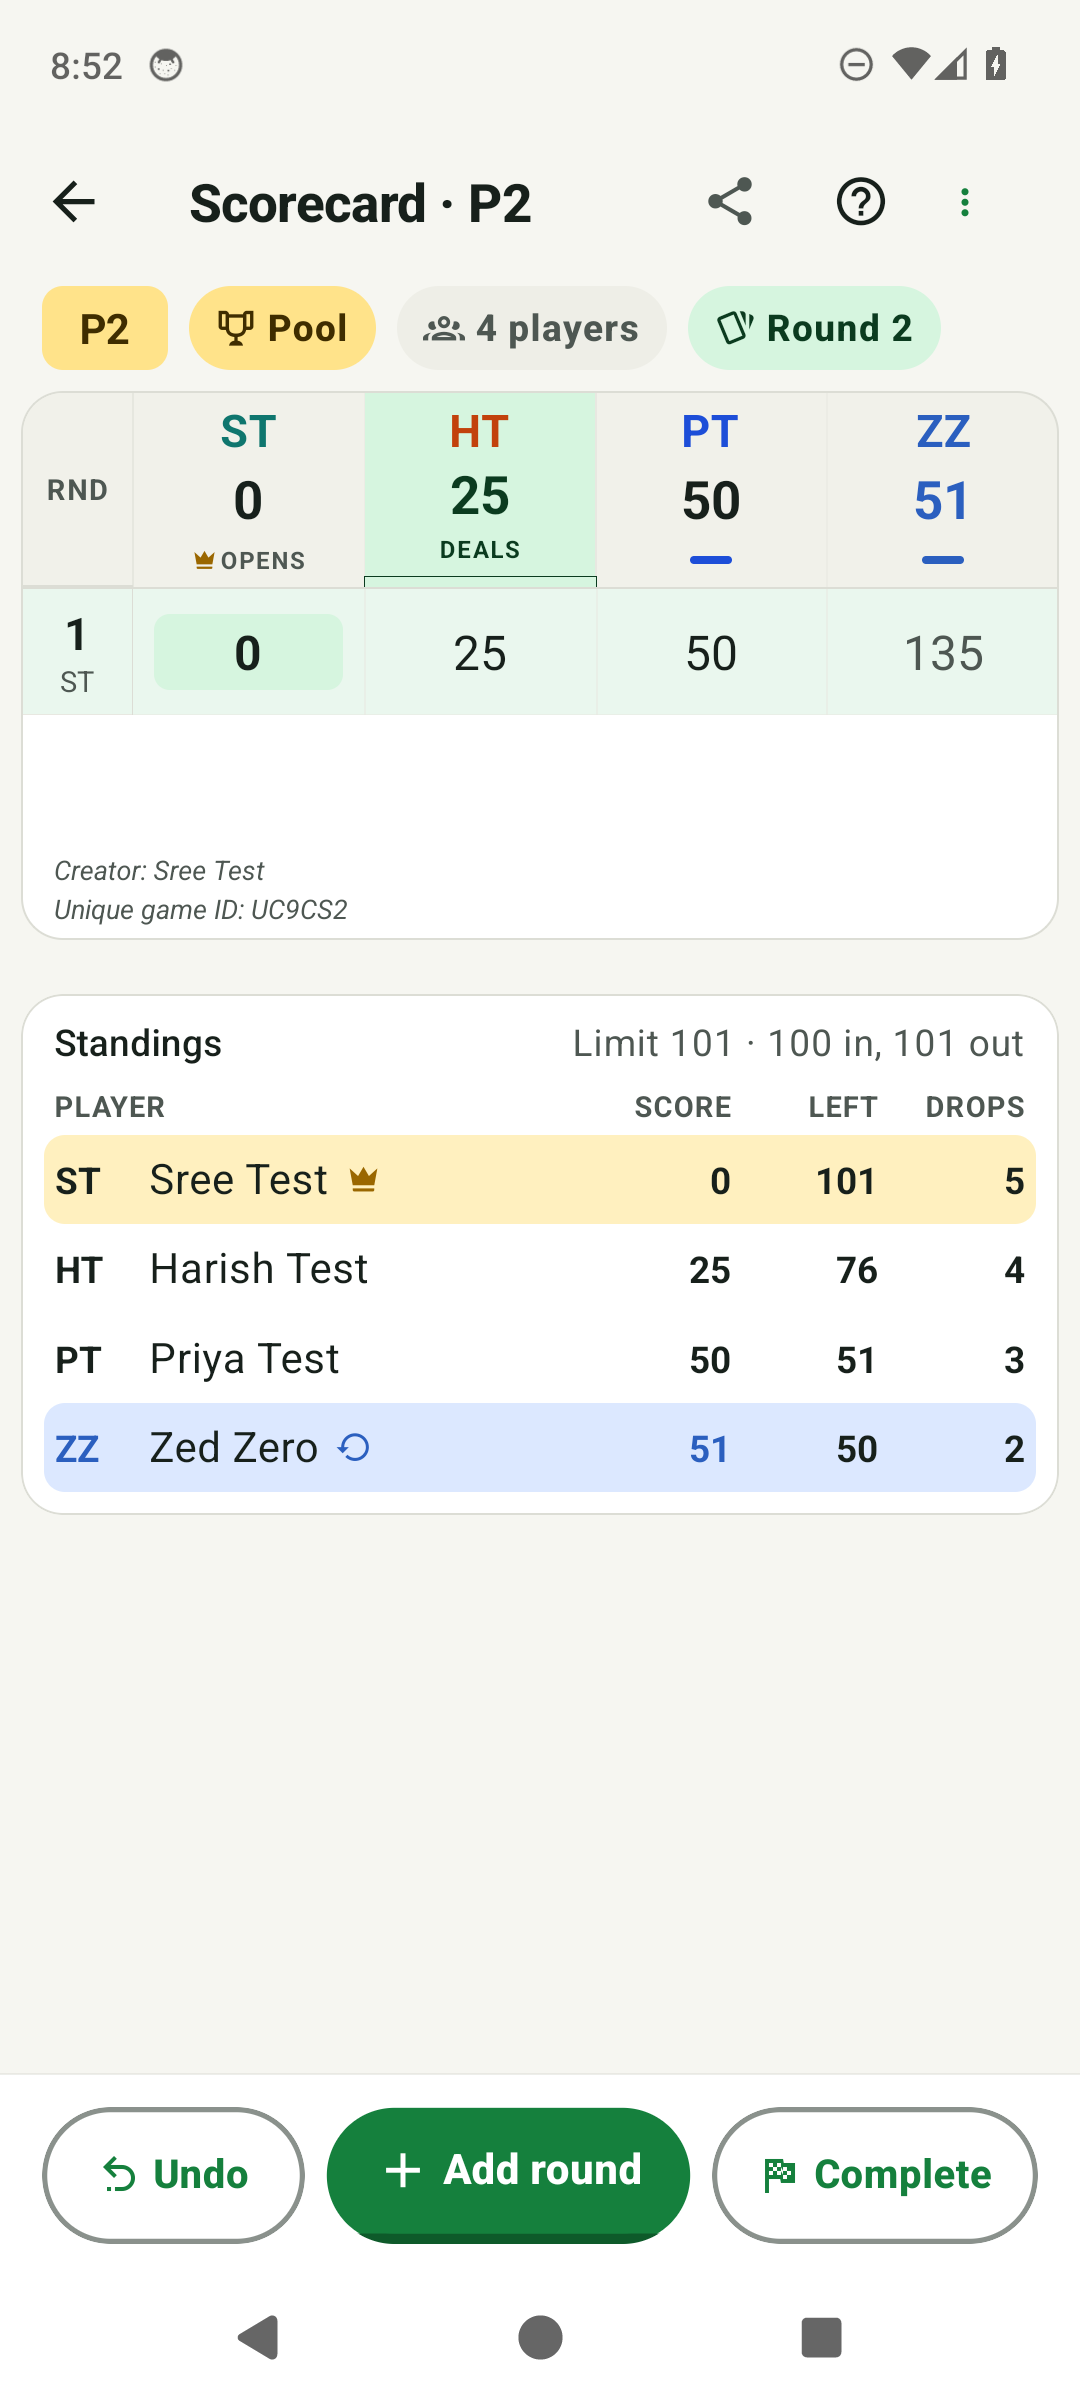 8:52
Scorecard · P2
P2 Pool 4 players Round 2
RND ST HT PT ZZ
0 25 50 51
OPENS DEALS
1 0 25 50 135
ST
Creator: Sree Test
Unique game ID: UC9CS2
Standings Limit 101 · 100 in, 101 out
PLAYER SCORE LEFT DROPS
ST Sree Test 0 101 5
HT Harish Test 25 76 4
PT Priya Test 50 51 3
ZZ Zed Zero 51 50 2
Undo Add round Complete